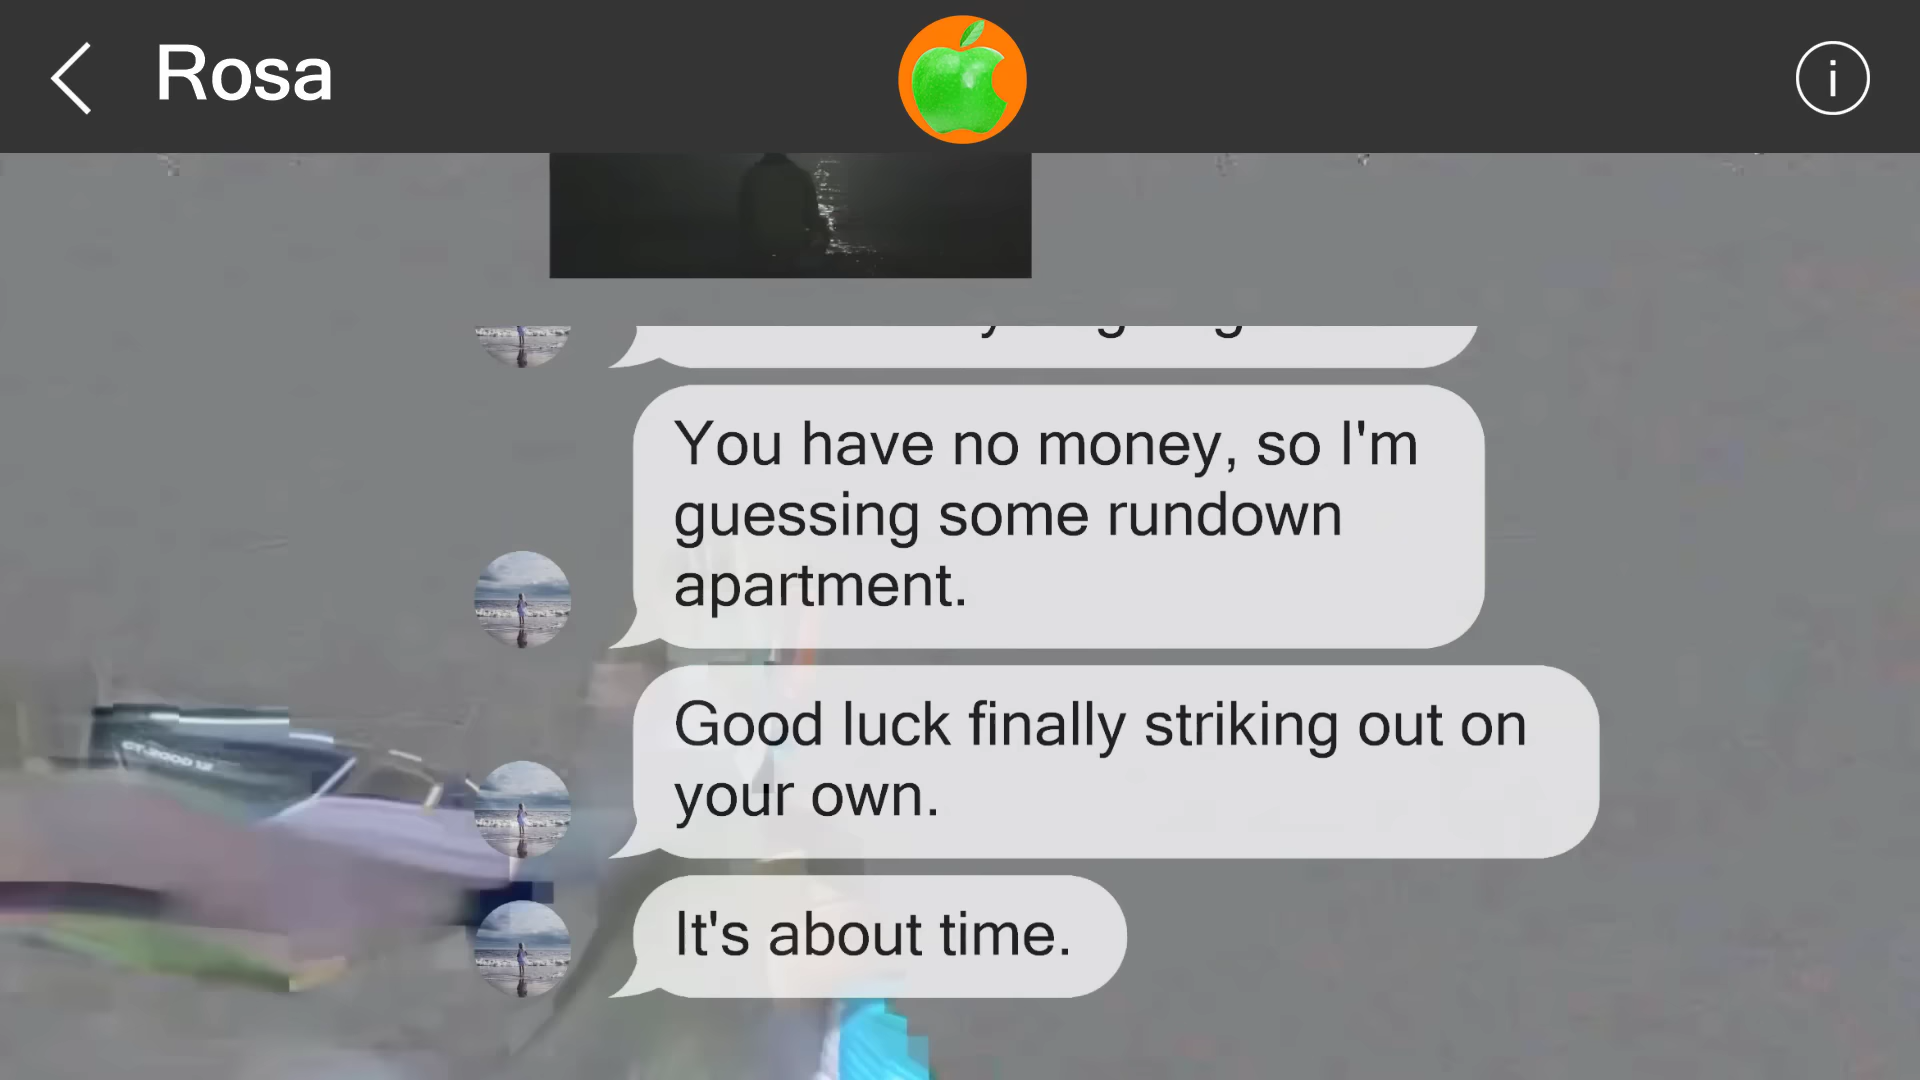 Rosa
You have no money, so I'm
guessing some rundown
apartment.
Good luck finally striking out on
your own.
It's about time.